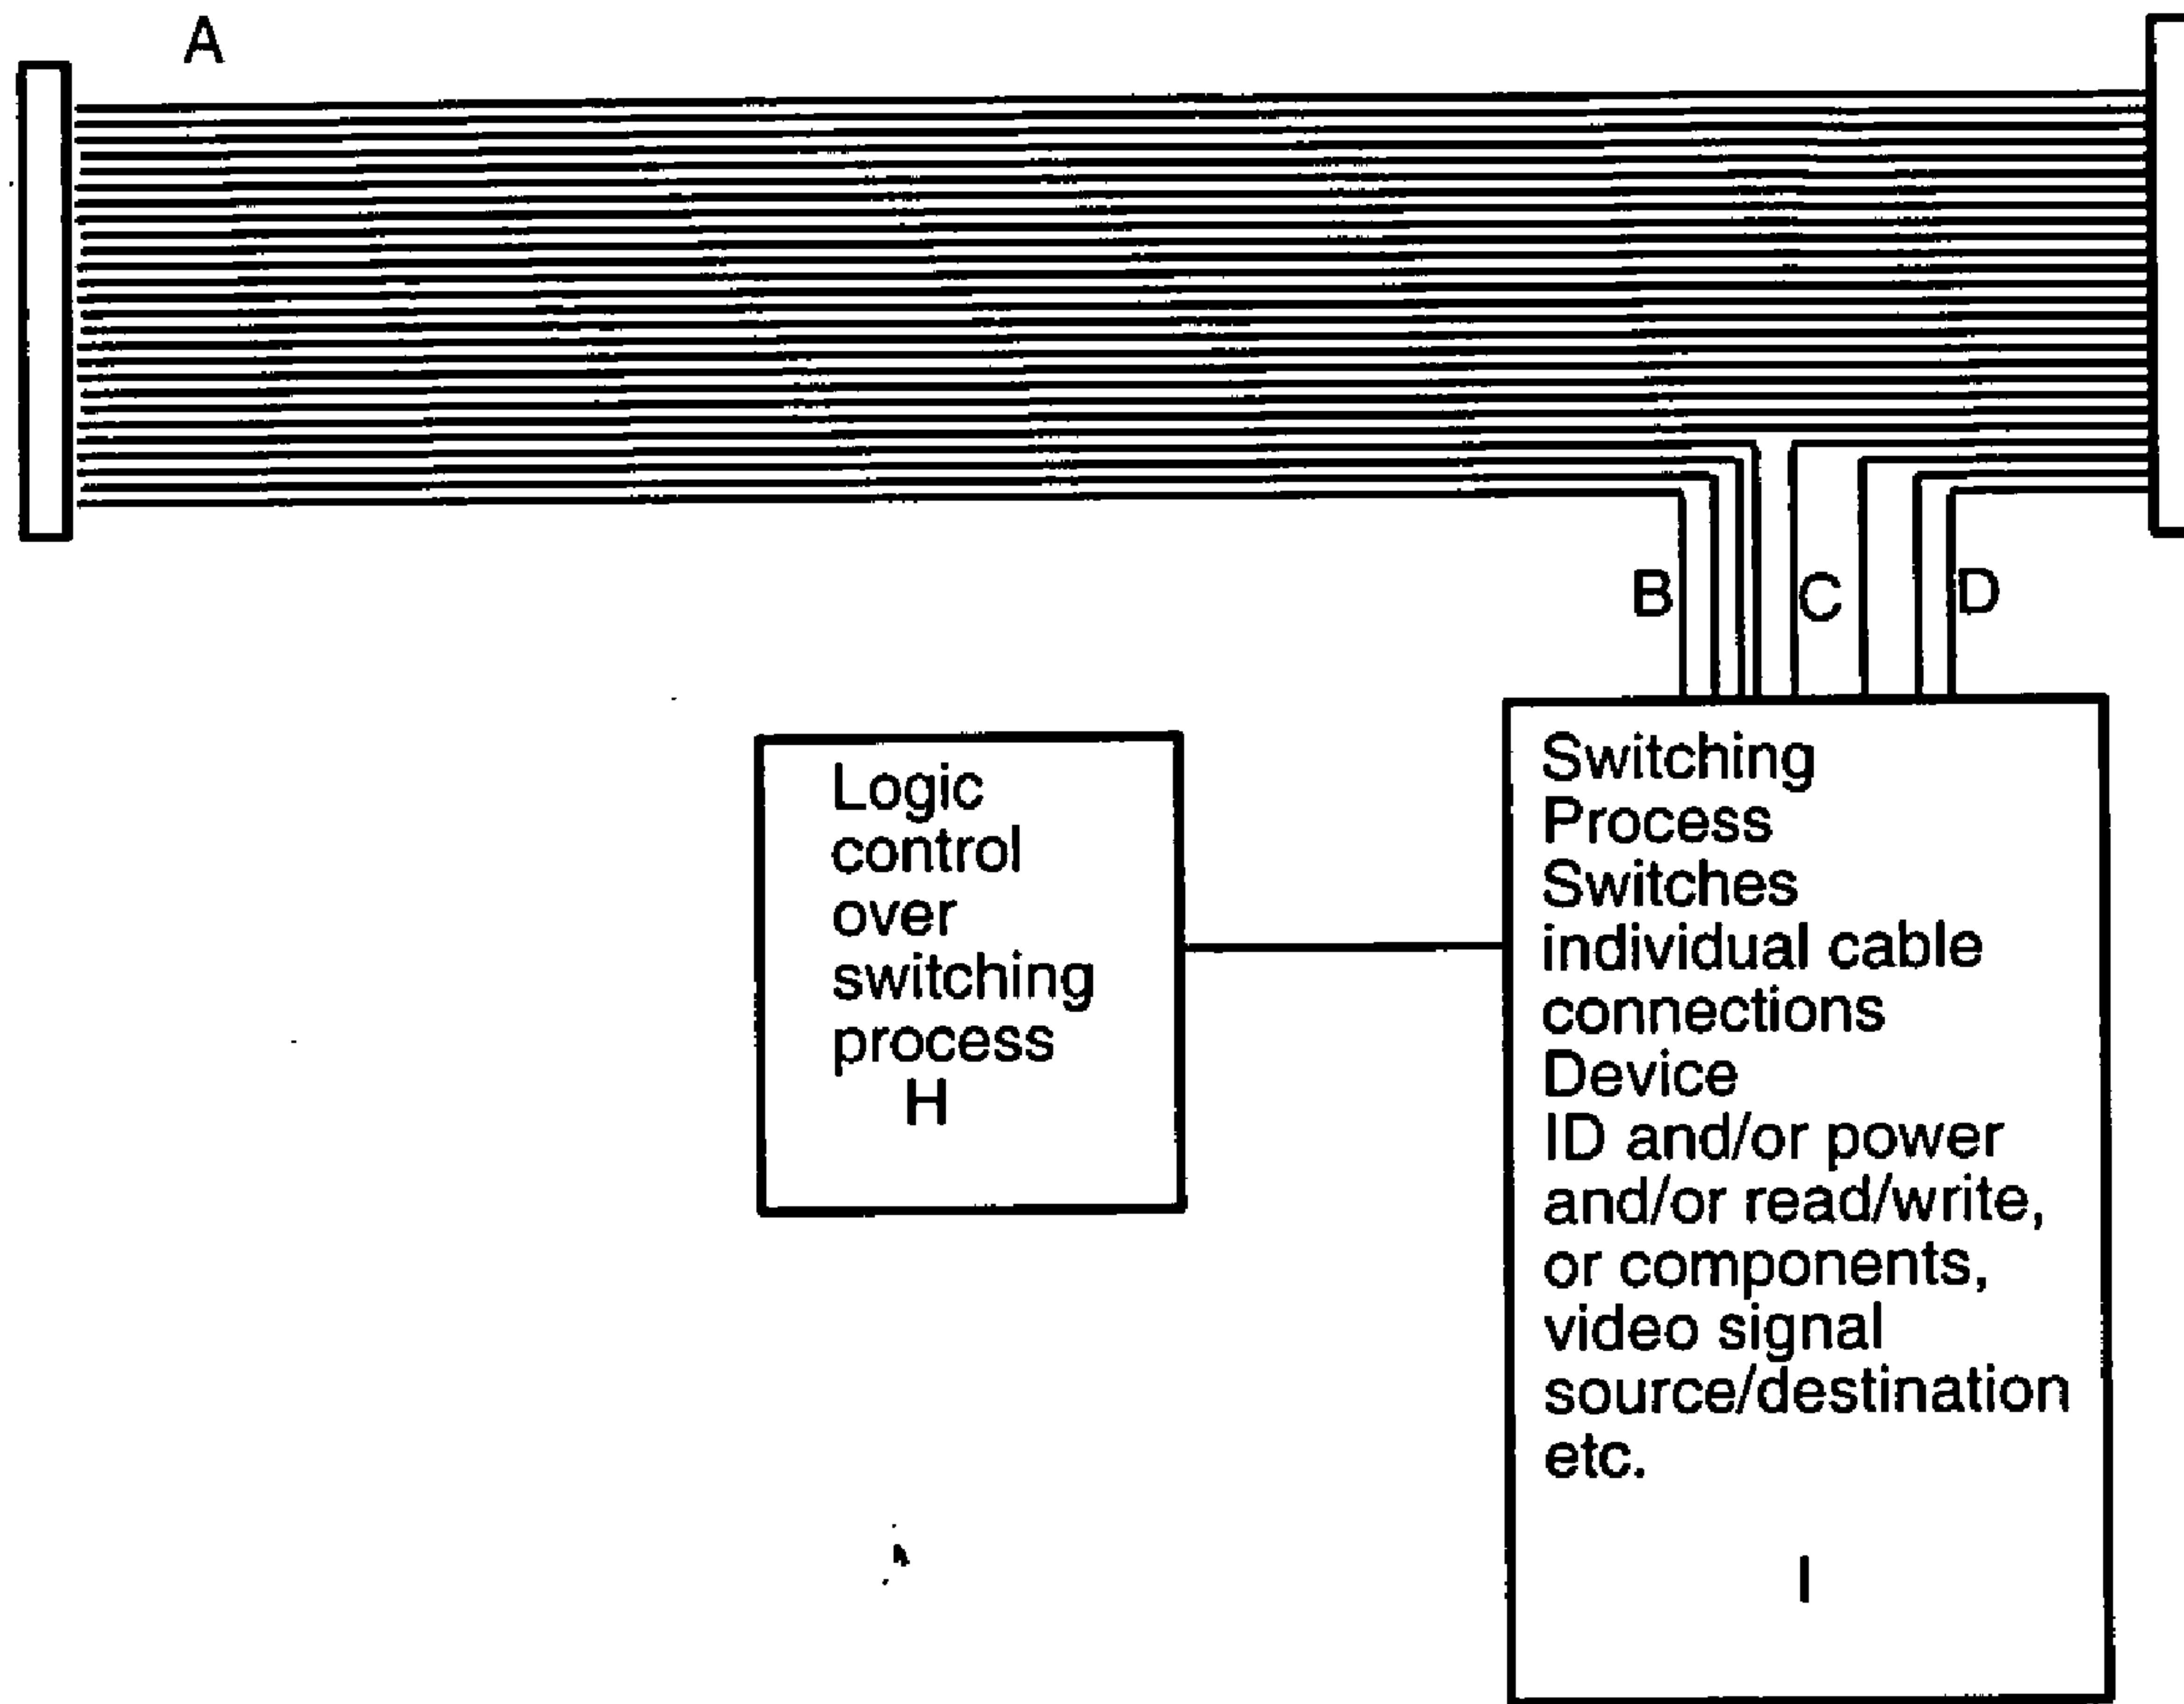 A
B
C
D
Logic
control
over
switching
process
H
Switching
Process
Switches
individual cable
connections
Device
ID and/or power
and/or read/write,
or components,
video signal
source/destination
etc.
I